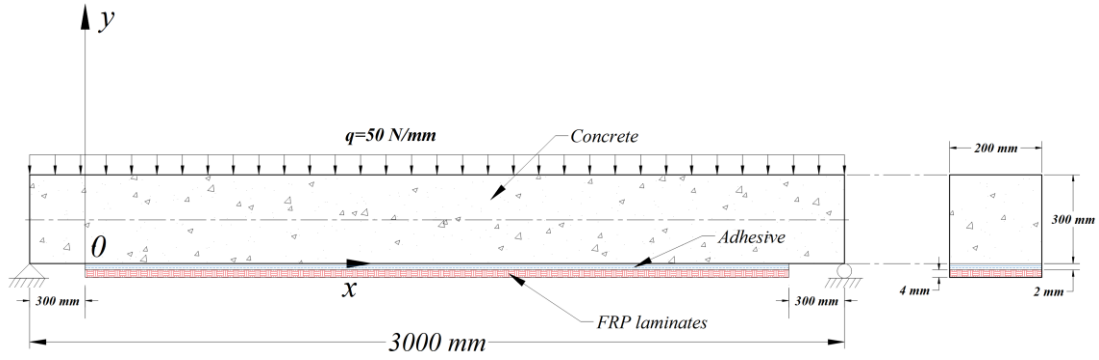 y
q=50 N/mm
Concrete
200 mm
300 mm
0
Adhesive
x
300 mm
300 mm
4 mm
2 mm
FRP laminates
3000 mm